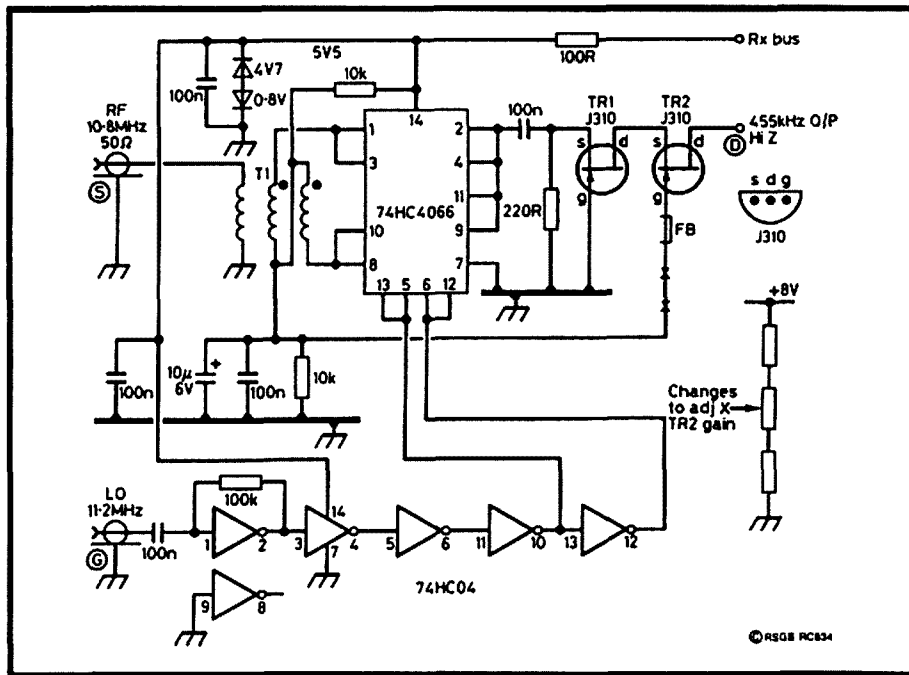 5V5
100R
Rx bus
100n
4V7
0·8V
10k
RF
10·8MHz
50Ω
S
T1
14
1
3
10
8
2
4
11
9
7
74HC4066
13 5 6 12
100n
220R
TR1
J310
TR2
J310
s d
g
s d
g
455kHz O/P
Hi Z
D
s d g
J310
FB
+8V
100n
10μ
6V
+
100n
10k
Changes
to adj X
TR2 gain
LO
11·2MHz
G
100n
100k
1 2
3 4
14
7
5 6
11 10
13 12
9 8
74HC04
© RSGB RC834